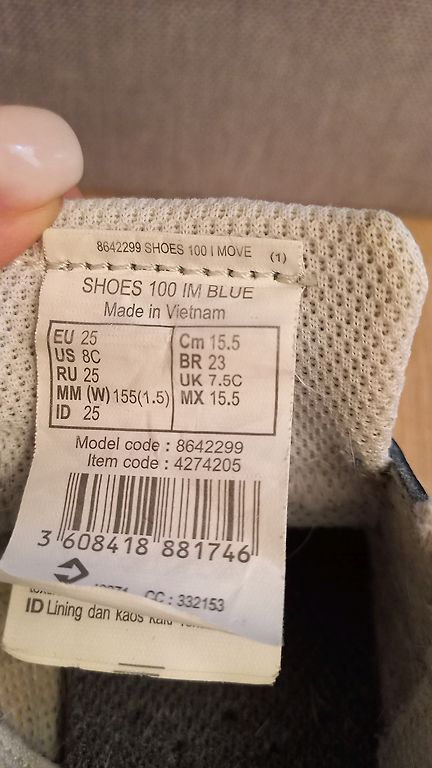 8642299 SHOES 100 I MOVE (1)
SHOES 100 IM BLUE
Made in Vietnam
EU 25
US 8C
RU 25
MM (W) 155(1.5)
ID 25
Cm 15.5
BR 23
UK 7.5C
MX 15.5
Model code : 8642299
Item code : 4274205
3 608418 881746
CC : 332153
ID Lining dan kaos kaki